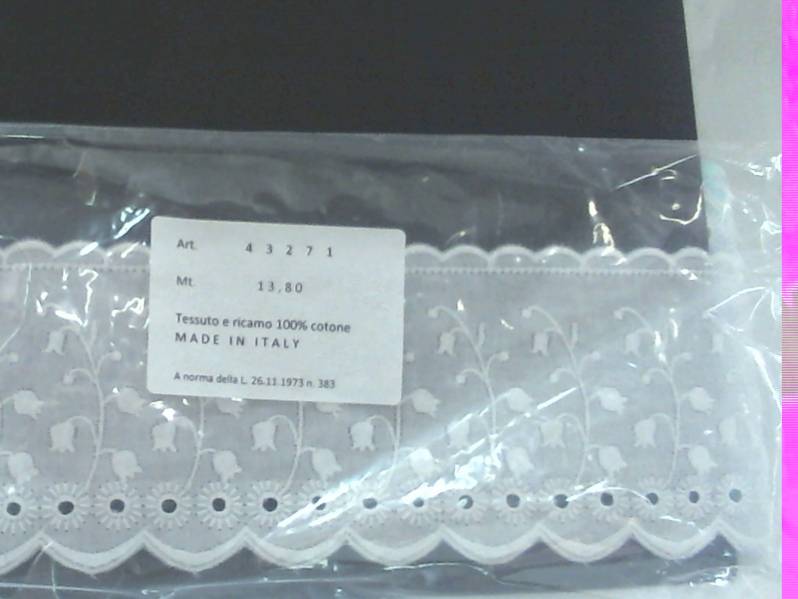 Art. 4 3 2 7 1
Mt. 13,80
Tessuto e ricamo 100% cotone
MADE IN ITALY
A norma della L. 26.11.1973 n. 383